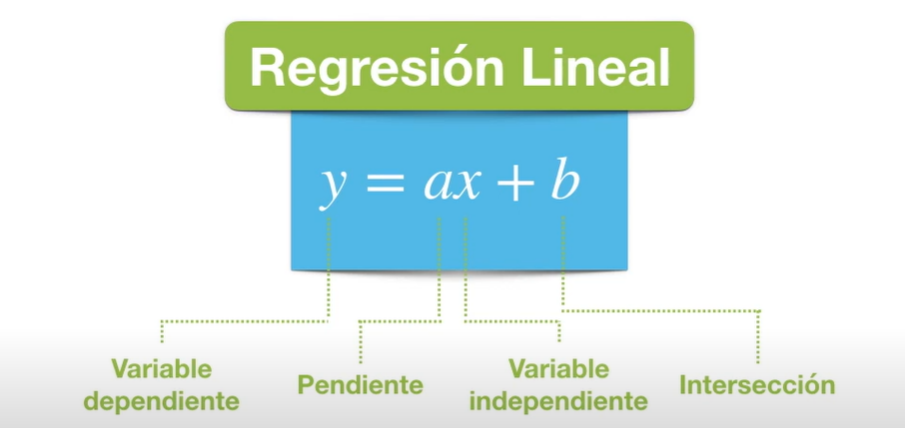 Regresión Lineal
y = ax + b
Variable
dependiente
Pendiente
Variable
independiente
Intersección